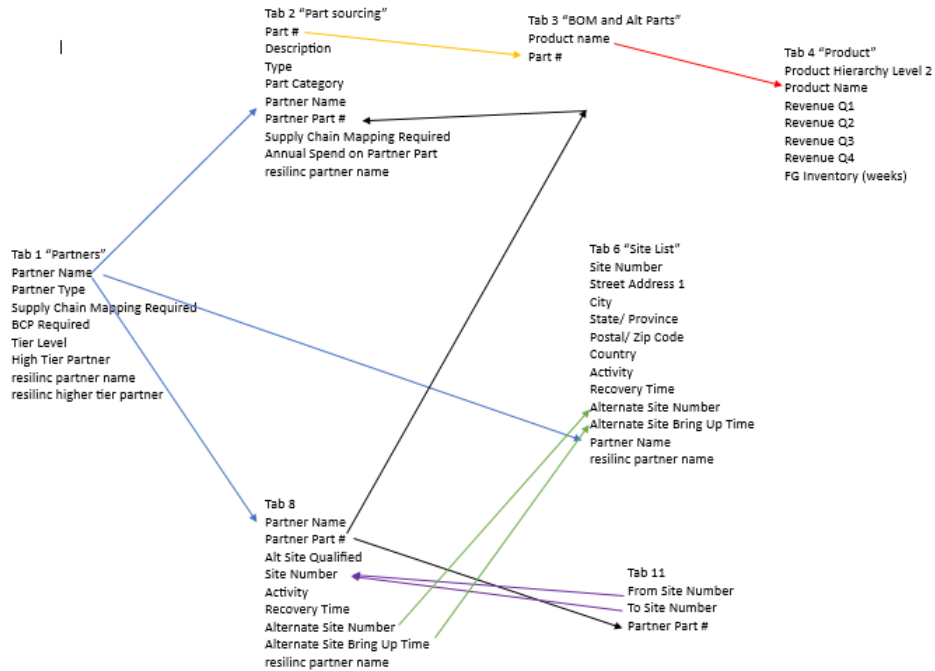 Tab 2 “Part sourcing”
Part #
Description
Type
Part Category
Partner Name
Partner Part #
Supply Chain Mapping Required
Annual Spend on Partner Part
resilinc partner name
Tab 3 “BOM and Alt Parts”
Product name
Part #
Tab 4 “Product”
Product Hierarchy Level 2
Product Name
Revenue Q1
Revenue Q2
Revenue Q3
Revenue Q4
FG Inventory (weeks)
Tab 1 “Partners”
Partner Name
Partner Type
Supply Chain Mapping Required
BCP Required
Tier Level
High Tier Partner
resilinc partner name
resilinc higher tier partner
Tab 6 “Site List”
Site Number
Street Address 1
City
State/ Province
Postal/ Zip Code
Country
Activity
Recovery Time
Alternate Site Number
Alternate Site Bring Up Time
Partner Name
resilinc partner name
Tab 8
Partner Name
Partner Part #
Alt Site Qualified
Site Number
Activity
Recovery Time
Alternate Site Number
Alternate Site Bring Up Time
resilinc partner name
Tab 11
From Site Number
To Site Number
Partner Part #